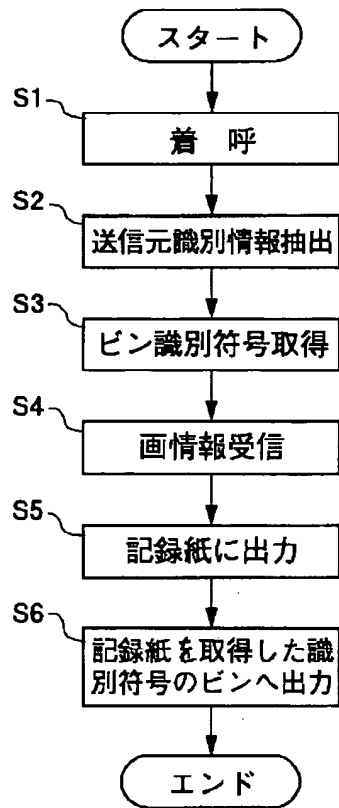 スタート
S1
着 呼
S2
送信元識別情報抽出
S3
ビン識別符号取得
S4
画情報受信
S5
記録紙に出力
S6
記録紙を取得した識
別符号のビンへ出力
エンド